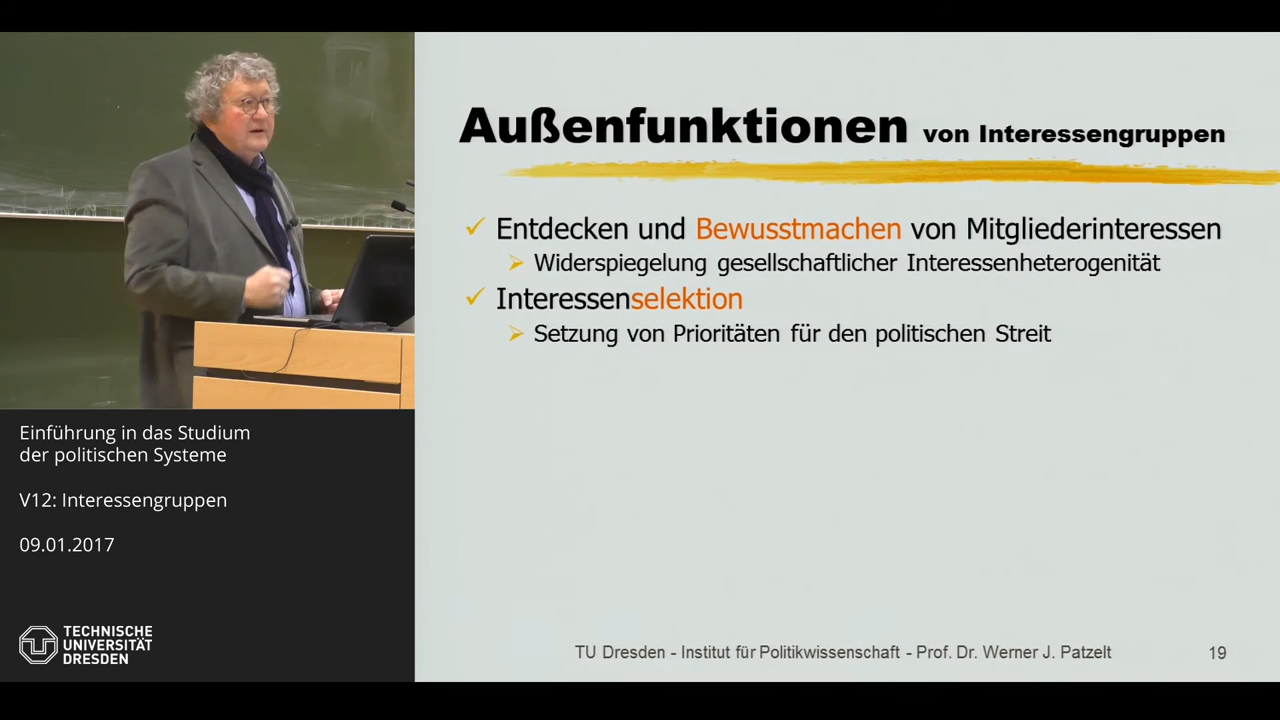 Außenfunktionen von Interessengruppen
Entdecken und Bewusstmachen von Mitgliederinteressen
Widerspiegelung gesellschaftlicher Interessenheterogenität
Interessenselektion
Setzung von Prioritäten für den politischen Streit
Einführung in das Studium
der politischen Systeme
V12: Interessengruppen
09.01.2017
TECHNISCHE
UNIVERSITÄT
DRESDEN
TU Dresden - Institut für Politikwissenschaft - Prof. Dr. Werner J. Patzelt 19